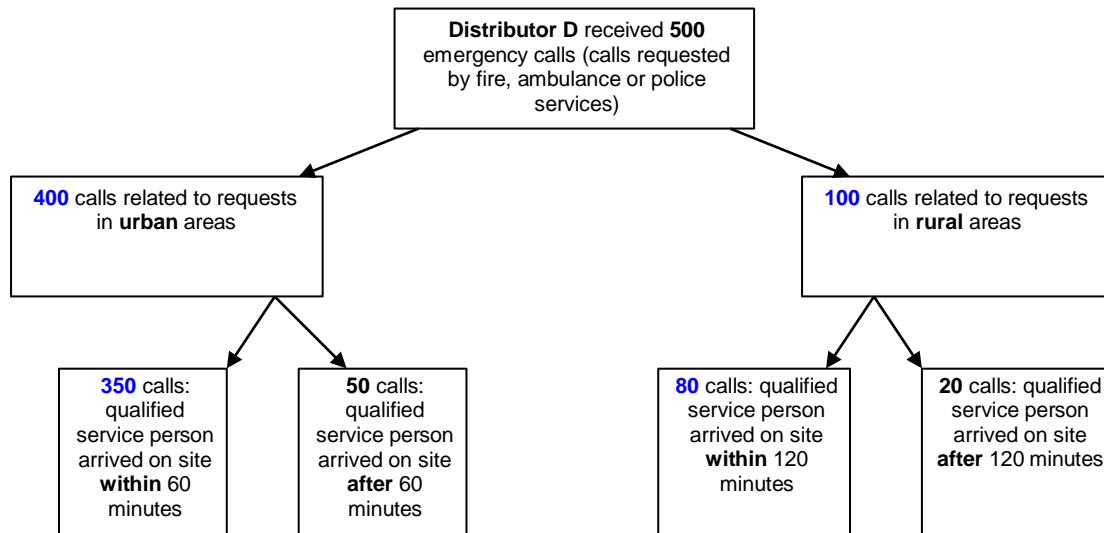 Distributor D received 500
emergency calls (calls requested
by fire, ambulance or police
services)
400 calls related to requests
in urban areas
100 calls related to requests
in rural areas
350 calls:
qualified
service person
arrived on site
within 60
minutes
50 calls:
qualified
service person
arrived on site
after 60
minutes
80 calls: qualified
service person
arrived on site
within 120
minutes
20 calls: qualified
service person
arrived on site
after 120 minutes